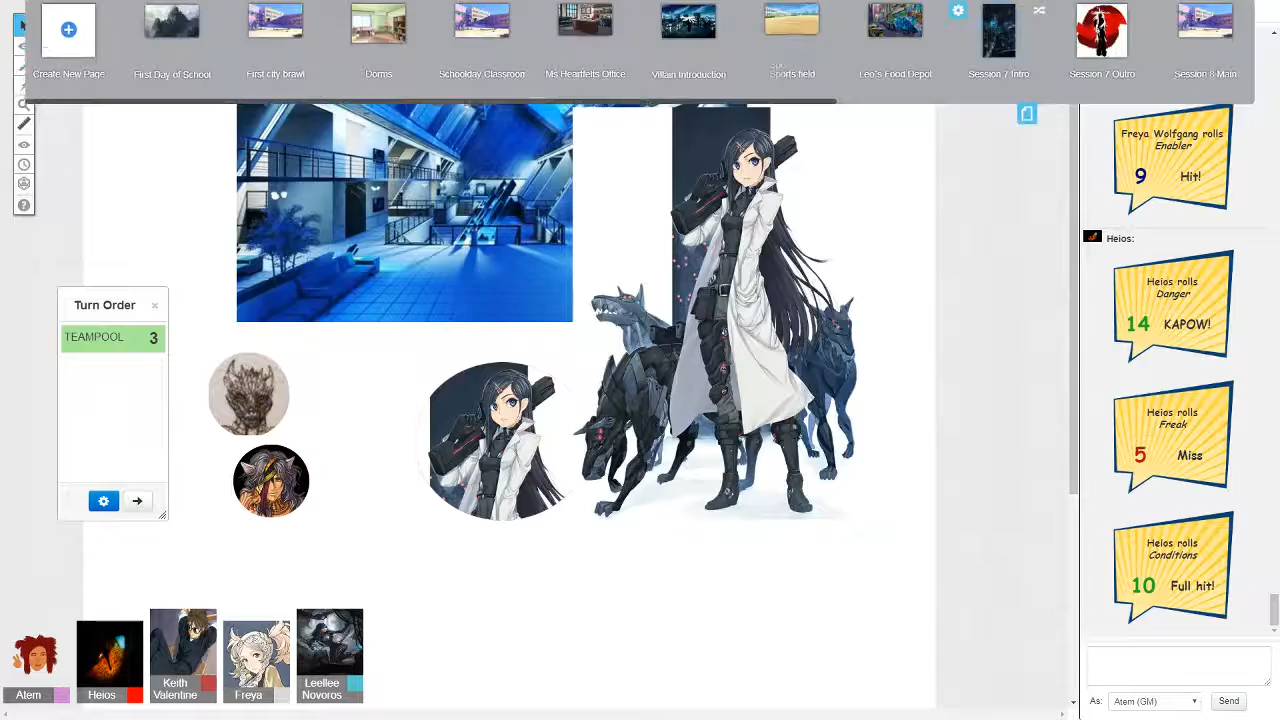 Create New Page
First Day of School
First city brawl
Dorms
Schoolday Classroon
Ms Heartfelts Office
Villain Introduction
Sports field
Leo's Food Depot
Session 7 Intro
Session 7 Outro
Session 8 Main
Freya Wolfgang rolls
Enabler
9 Hit!
Heios:
Heios rolls
Danger
14 KAPOW!
Heios rolls
Freak
5 Miss
Heios rolls
Conditions
10 Full hit!
Turn Order ×
TEAMPOOL 3
Atem
Heios
Keith
Valentine
Freya
Leellee
Novoros
As: Atem (GM) Send